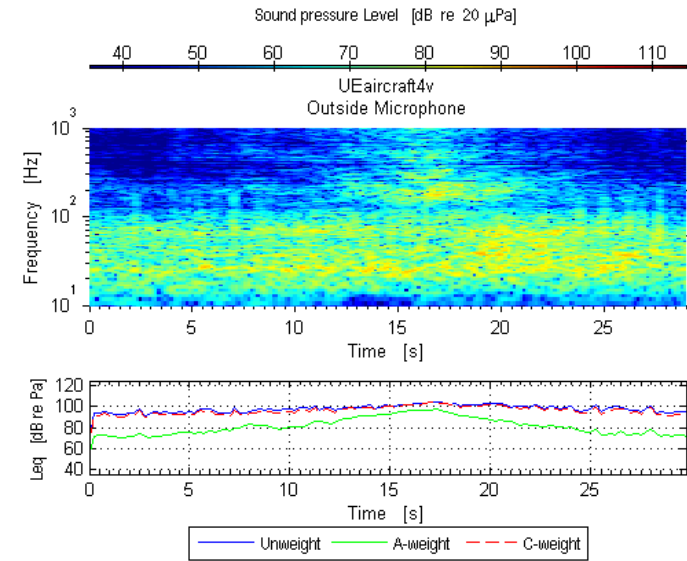 Sound pressure Level [dB re 20 µPa]
40 50 60 70 80 90 100 110
UEaircraft4v
Outside Microphone
10³
10²
10¹
Frequency [Hz]
0 5 10 15 20 25
Time [s]
120
100
80
60
40
Leq [dB re Pa]
0 5 10 15 20 25
Time [s]
Unweight A-weight C-weight